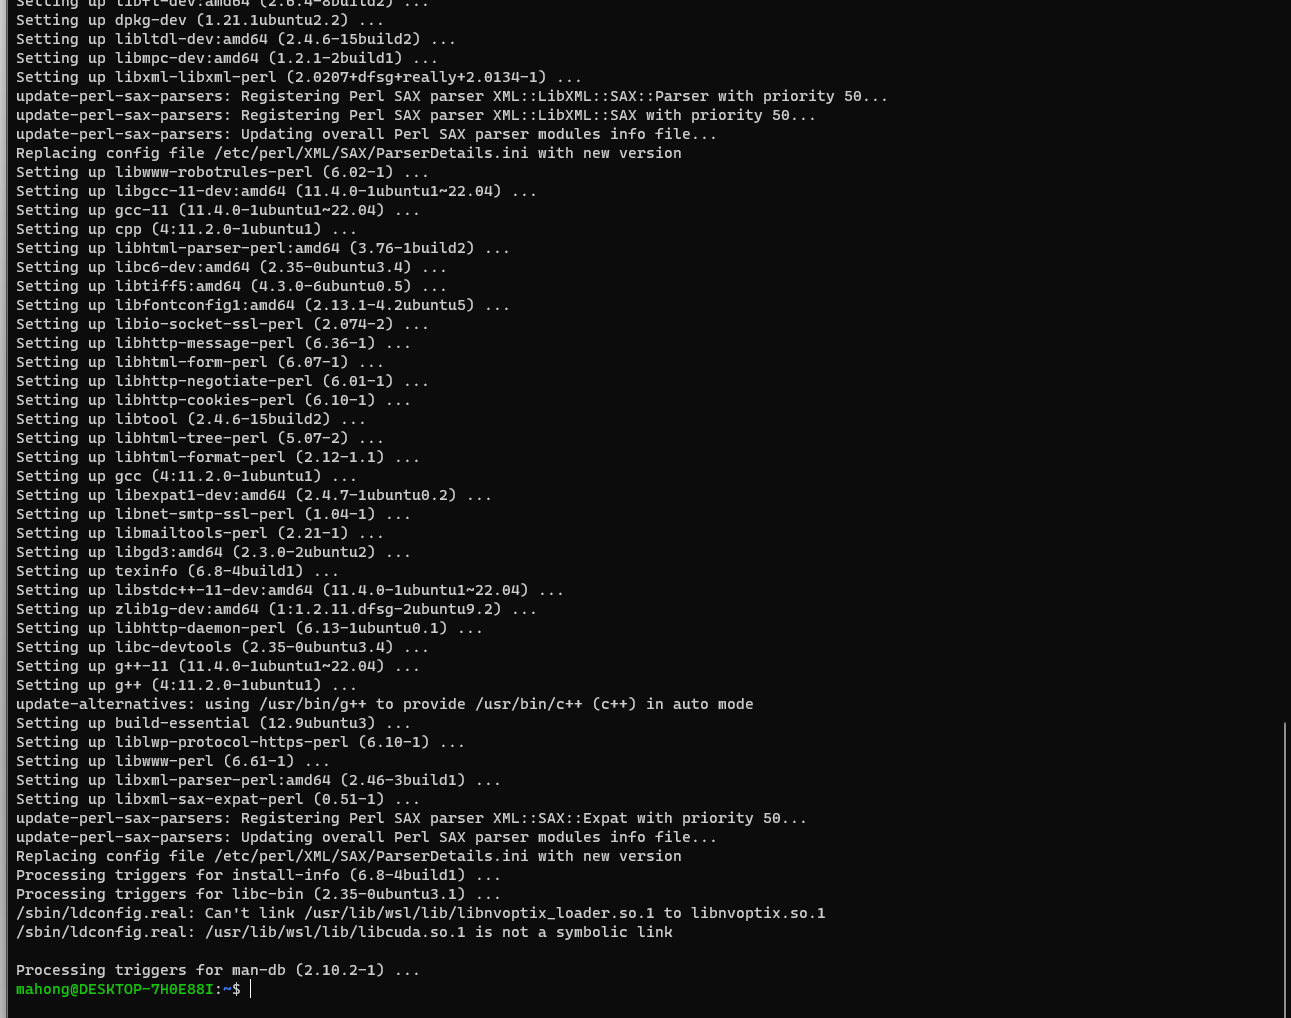 Setting up libfl-dev:amd64 (2.6.4-8build2) ...
Setting up dpkg-dev (1.21.1ubuntu2.2) ...
Setting up libltdl-dev:amd64 (2.4.6-15build2) ...
Setting up libmpc-dev:amd64 (1.2.1-2build1) ...
Setting up libxml-libxml-perl (2.0207+dfsg+really+2.0134-1) ...
update-perl-sax-parsers: Registering Perl SAX parser XML::LibXML::SAX::Parser with priority 50...
update-perl-sax-parsers: Registering Perl SAX parser XML::LibXML::SAX with priority 50...
update-perl-sax-parsers: Updating overall Perl SAX parser modules info file...
Replacing config file /etc/perl/XML/SAX/ParserDetails.ini with new version
Setting up libwww-robotrules-perl (6.02-1) ...
Setting up libgcc-11-dev:amd64 (11.4.0-1ubuntu1~22.04) ...
Setting up gcc-11 (11.4.0-1ubuntu1~22.04) ...
Setting up cpp (4:11.2.0-1ubuntu1) ...
Setting up libhtml-parser-perl:amd64 (3.76-1build2) ...
Setting up libc6-dev:amd64 (2.35-0ubuntu3.4) ...
Setting up libtiff5:amd64 (4.3.0-6ubuntu0.5) ...
Setting up libfontconfig1:amd64 (2.13.1-4.2ubuntu5) ...
Setting up libio-socket-ssl-perl (2.074-2) ...
Setting up libhttp-message-perl (6.36-1) ...
Setting up libhtml-form-perl (6.07-1) ...
Setting up libhttp-negotiate-perl (6.01-1) ...
Setting up libhttp-cookies-perl (6.10-1) ...
Setting up libtool (2.4.6-15build2) ...
Setting up libhtml-tree-perl (5.07-2) ...
Setting up libhtml-format-perl (2.12-1.1) ...
Setting up gcc (4:11.2.0-1ubuntu1) ...
Setting up libexpat1-dev:amd64 (2.4.7-1ubuntu0.2) ...
Setting up libnet-smtp-ssl-perl (1.04-1) ...
Setting up libmailtools-perl (2.21-1) ...
Setting up libgd3:amd64 (2.3.0-2ubuntu2) ...
Setting up texinfo (6.8-4build1) ...
Setting up libstdc++-11-dev:amd64 (11.4.0-1ubuntu1~22.04) ...
Setting up zlib1g-dev:amd64 (1:1.2.11.dfsg-2ubuntu9.2) ...
Setting up libhttp-daemon-perl (6.13-1ubuntu0.1) ...
Setting up libc-devtools (2.35-0ubuntu3.4) ...
Setting up g++-11 (11.4.0-1ubuntu1~22.04) ...
Setting up g++ (4:11.2.0-1ubuntu1) ...
update-alternatives: using /usr/bin/g++ to provide /usr/bin/c++ (c++) in auto mode
Setting up build-essential (12.9ubuntu3) ...
Setting up liblwp-protocol-https-perl (6.10-1) ...
Setting up libwww-perl (6.61-1) ...
Setting up libxml-parser-perl:amd64 (2.46-3build1) ...
Setting up libxml-sax-expat-perl (0.51-1) ...
update-perl-sax-parsers: Registering Perl SAX parser XML::SAX::Expat with priority 50...
update-perl-sax-parsers: Updating overall Perl SAX parser modules info file...
Replacing config file /etc/perl/XML/SAX/ParserDetails.ini with new version
Processing triggers for install-info (6.8-4build1) ...
Processing triggers for libc-bin (2.35-0ubuntu3.1) ...
/sbin/ldconfig.real: Can't link /usr/lib/wsl/lib/libnvoptix_loader.so.1 to libnvoptix.so.1
/sbin/ldconfig.real: /usr/lib/wsl/lib/libcuda.so.1 is not a symbolic link
Processing triggers for man-db (2.10.2-1) ...
mahong@DESKTOP-7H0E88I:~$